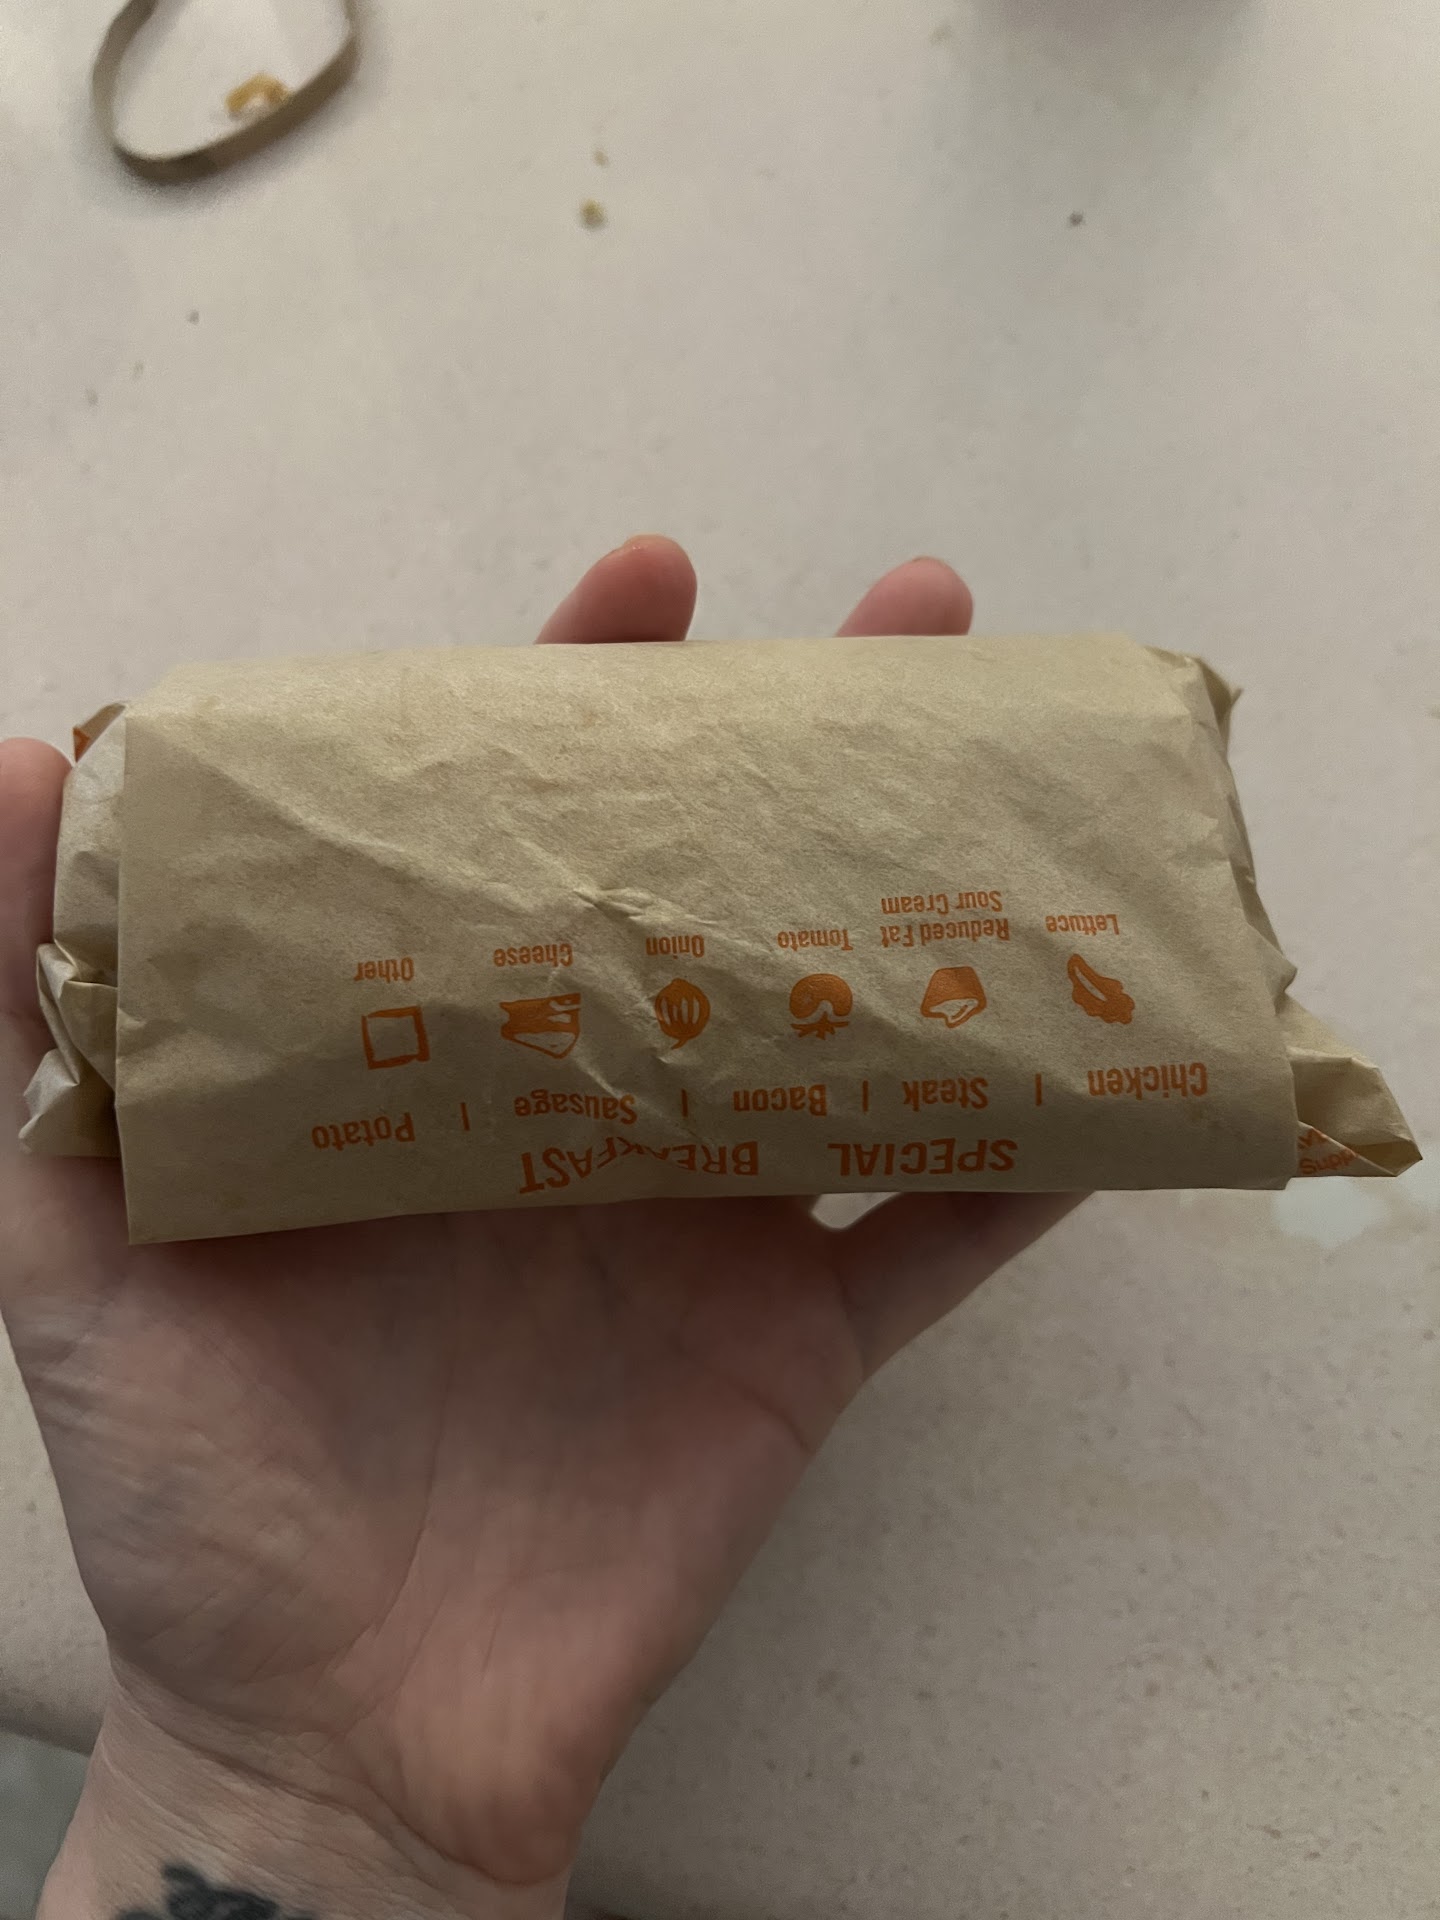 SPECIAL BREAKFAST
Chicken | Steak | Bacon | Sausage | Potato
Lettuce Reduced Fat Sour Cream Tomato Onion Cheese Other